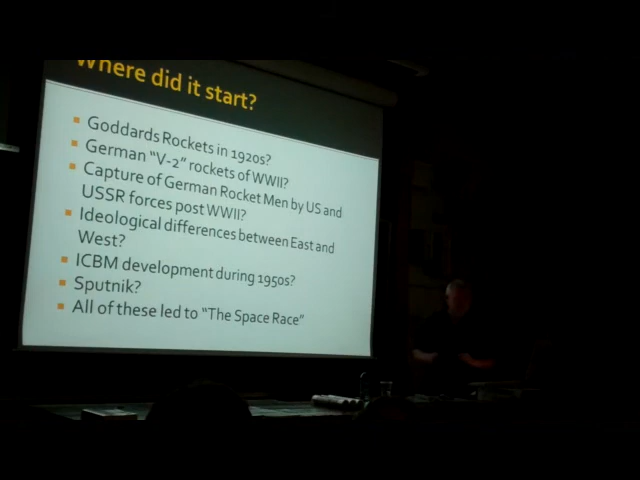 Where did it start?
Goddards Rockets in 1920s?
German "V-2" rockets of WWII?
Capture of German Rocket Men by US and
USSR forces post WWII?
Ideological differences between East and
West?
ICBM development during 1950s?
Sputnik?
All of these led to "The Space Race"